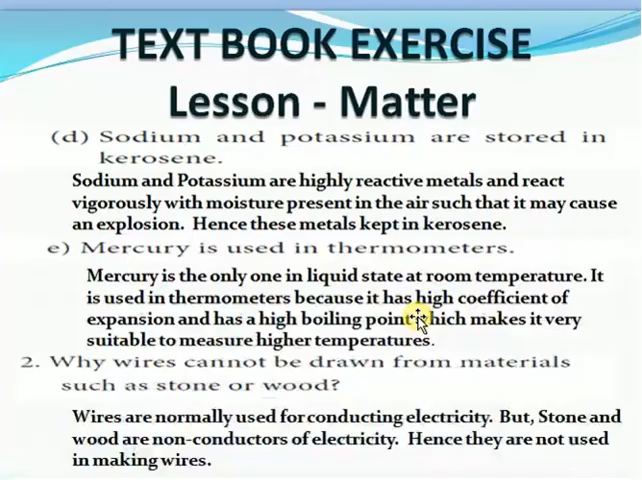 TEXT BOOK EXERCISE
Lesson - Matter
(d) Sodium and potassium are stored in
kerosene.
Sodium and Potassium are highly reactive metals and react
vigorously with moisture present in the air such that it may cause
an explosion. Hence these metals kept in kerosene.
e) Mercury is used in thermometers.
Mercury is the only one in liquid state at room temperature. It
is used in thermometers because it has high coefficient of
expansion and has a high boiling point which makes it very
suitable to measure higher temperatures.
2. Why wires cannot be drawn from materials
such as stone or wood?
Wires are normally used for conducting electricity. But, Stone and
wood are non-conductors of electricity. Hence they are not used
in making wires.